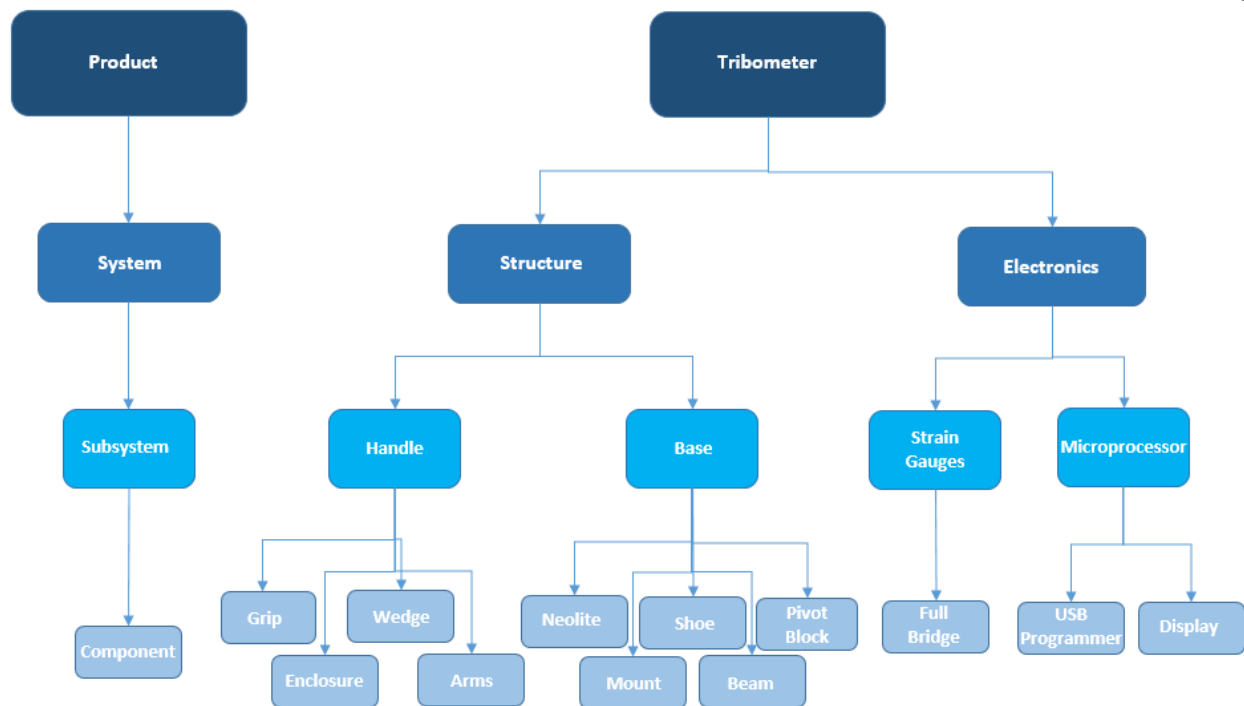 Product
Tribometer
System
Structure
Electronics
Subsystem
Handle
Base
Strain
Gauges
Microprocessor
Grip
Wedge
Neolite
Shoe
Pivot
Block
Full
Bridge
USB
Programmer
Display
Component
Enclosure
Arms
Mount
Beam